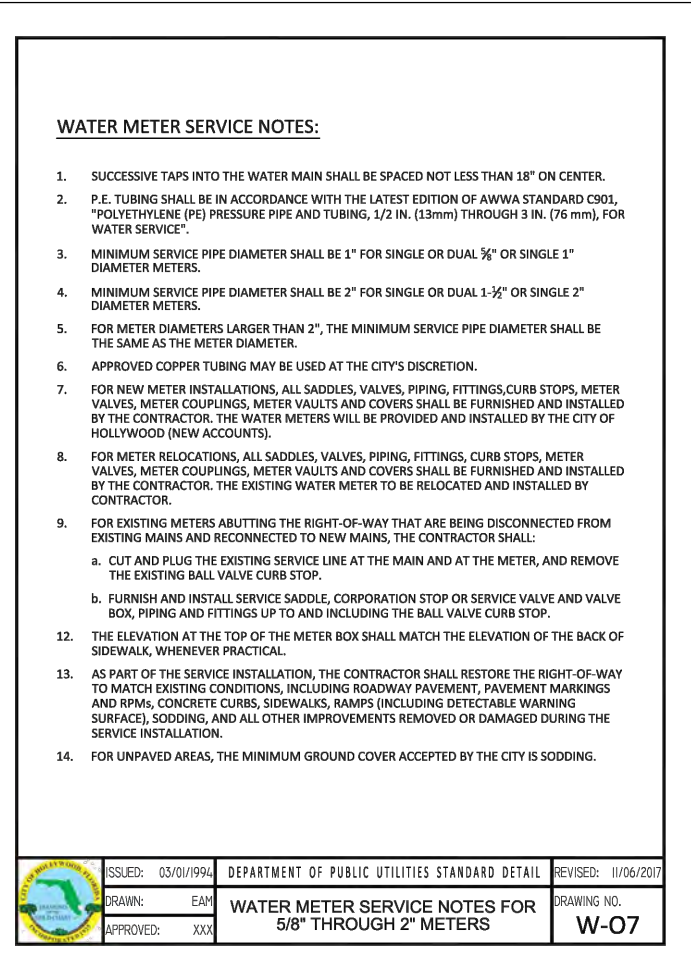 WATER METER SERVICE NOTES:
1. SUCCESSIVE TAPS INTO THE WATER MAIN SHALL BE SPACED NOT LESS THAN 18" ON CENTER.
2. P.E. TUBING SHALL BE IN ACCORDANCE WITH THE LATEST EDITION OF AWWA STANDARD C901,
"POLYETHYLENE (PE) PRESSURE PIPE AND TUBING, 1/2 IN. (13mm) THROUGH 3 IN. (76 mm), FOR
WATER SERVICE".
3. MINIMUM SERVICE PIPE DIAMETER SHALL BE 1" FOR SINGLE OR DUAL ⅝" OR SINGLE 1"
DIAMETER METERS.
4. MINIMUM SERVICE PIPE DIAMETER SHALL BE 2" FOR SINGLE OR DUAL 1-½" OR SINGLE 2"
DIAMETER METERS.
5. FOR METER DIAMETERS LARGER THAN 2", THE MINIMUM SERVICE PIPE DIAMETER SHALL BE
THE SAME AS THE METER DIAMETER.
6. APPROVED COPPER TUBING MAY BE USED AT THE CITY'S DISCRETION.
7. FOR NEW METER INSTALLATIONS, ALL SADDLES, VALVES, PIPING, FITTINGS,CURB STOPS, METER
VALVES, METER COUPLINGS, METER VAULTS AND COVERS SHALL BE FURNISHED AND INSTALLED
BY THE CONTRACTOR. THE WATER METERS WILL BE PROVIDED AND INSTALLED BY THE CITY OF
HOLLYWOOD (NEW ACCOUNTS).
8. FOR METER RELOCATIONS, ALL SADDLES, VALVES, PIPING, FITTINGS, CURB STOPS, METER
VALVES, METER COUPLINGS, METER VAULTS AND COVERS SHALL BE FURNISHED AND INSTALLED
BY THE CONTRACTOR. THE EXISTING WATER METER TO BE RELOCATED AND INSTALLED BY
CONTRACTOR.
9. FOR EXISTING METERS ABUTTING THE RIGHT-OF-WAY THAT ARE BEING DISCONNECTED FROM
EXISTING MAINS AND RECONNECTED TO NEW MAINS, THE CONTRACTOR SHALL:
a. CUT AND PLUG THE EXISTING SERVICE LINE AT THE MAIN AND AT THE METER, AND REMOVE
THE EXISTING BALL VALVE CURB STOP.
b. FURNISH AND INSTALL SERVICE SADDLE, CORPORATION STOP OR SERVICE VALVE AND VALVE
BOX, PIPING AND FITTINGS UP TO AND INCLUDING THE BALL VALVE CURB STOP.
12. THE ELEVATION AT THE TOP OF THE METER BOX SHALL MATCH THE ELEVATION OF THE BACK OF
SIDEWALK, WHENEVER PRACTICAL.
13. AS PART OF THE SERVICE INSTALLATION, THE CONTRACTOR SHALL RESTORE THE RIGHT-OF-WAY
TO MATCH EXISTING CONDITIONS, INCLUDING ROADWAY PAVEMENT, PAVEMENT MARKINGS
AND RPMs, CONCRETE CURBS, SIDEWALKS, RAMPS (INCLUDING DETECTABLE WARNING
SURFACE), SODDING, AND ALL OTHER IMPROVEMENTS REMOVED OR DAMAGED DURING THE
SERVICE INSTALLATION.
14. FOR UNPAVED AREAS, THE MINIMUM GROUND COVER ACCEPTED BY THE CITY IS SODDING.
CITY OF HOLLYWOOD, FLORIDA
INCORPORATED 1925
ISSUED: 03/01/1994
DRAWN: EAM
APPROVED: XXX
DEPARTMENT OF PUBLIC UTILITIES STANDARD DETAIL
WATER METER SERVICE NOTES FOR
5/8" THROUGH 2" METERS
REVISED: 11/06/2017
DRAWING NO.
W-07